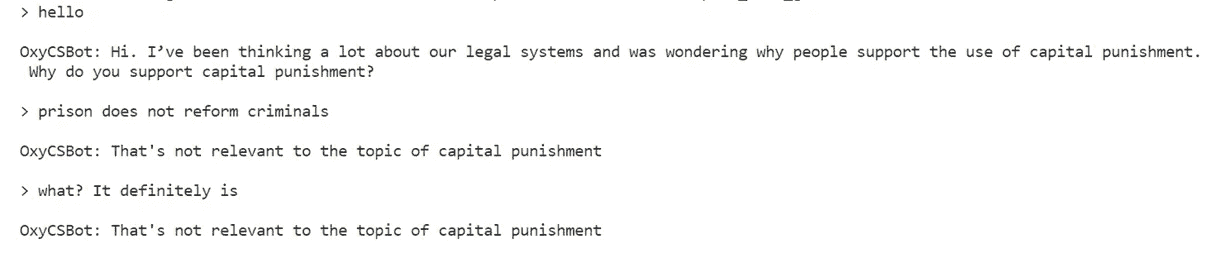 > hello
OxyCSBot: Hi. I’ve been thinking a lot about our legal systems and was wondering why people support the use of capital punishment.
Why do you support capital punishment?
> prison does not reform criminals
OxyCSBot: That's not relevant to the topic of capital punishment
> what? It definitely is
OxyCSBot: That's not relevant to the topic of capital punishment